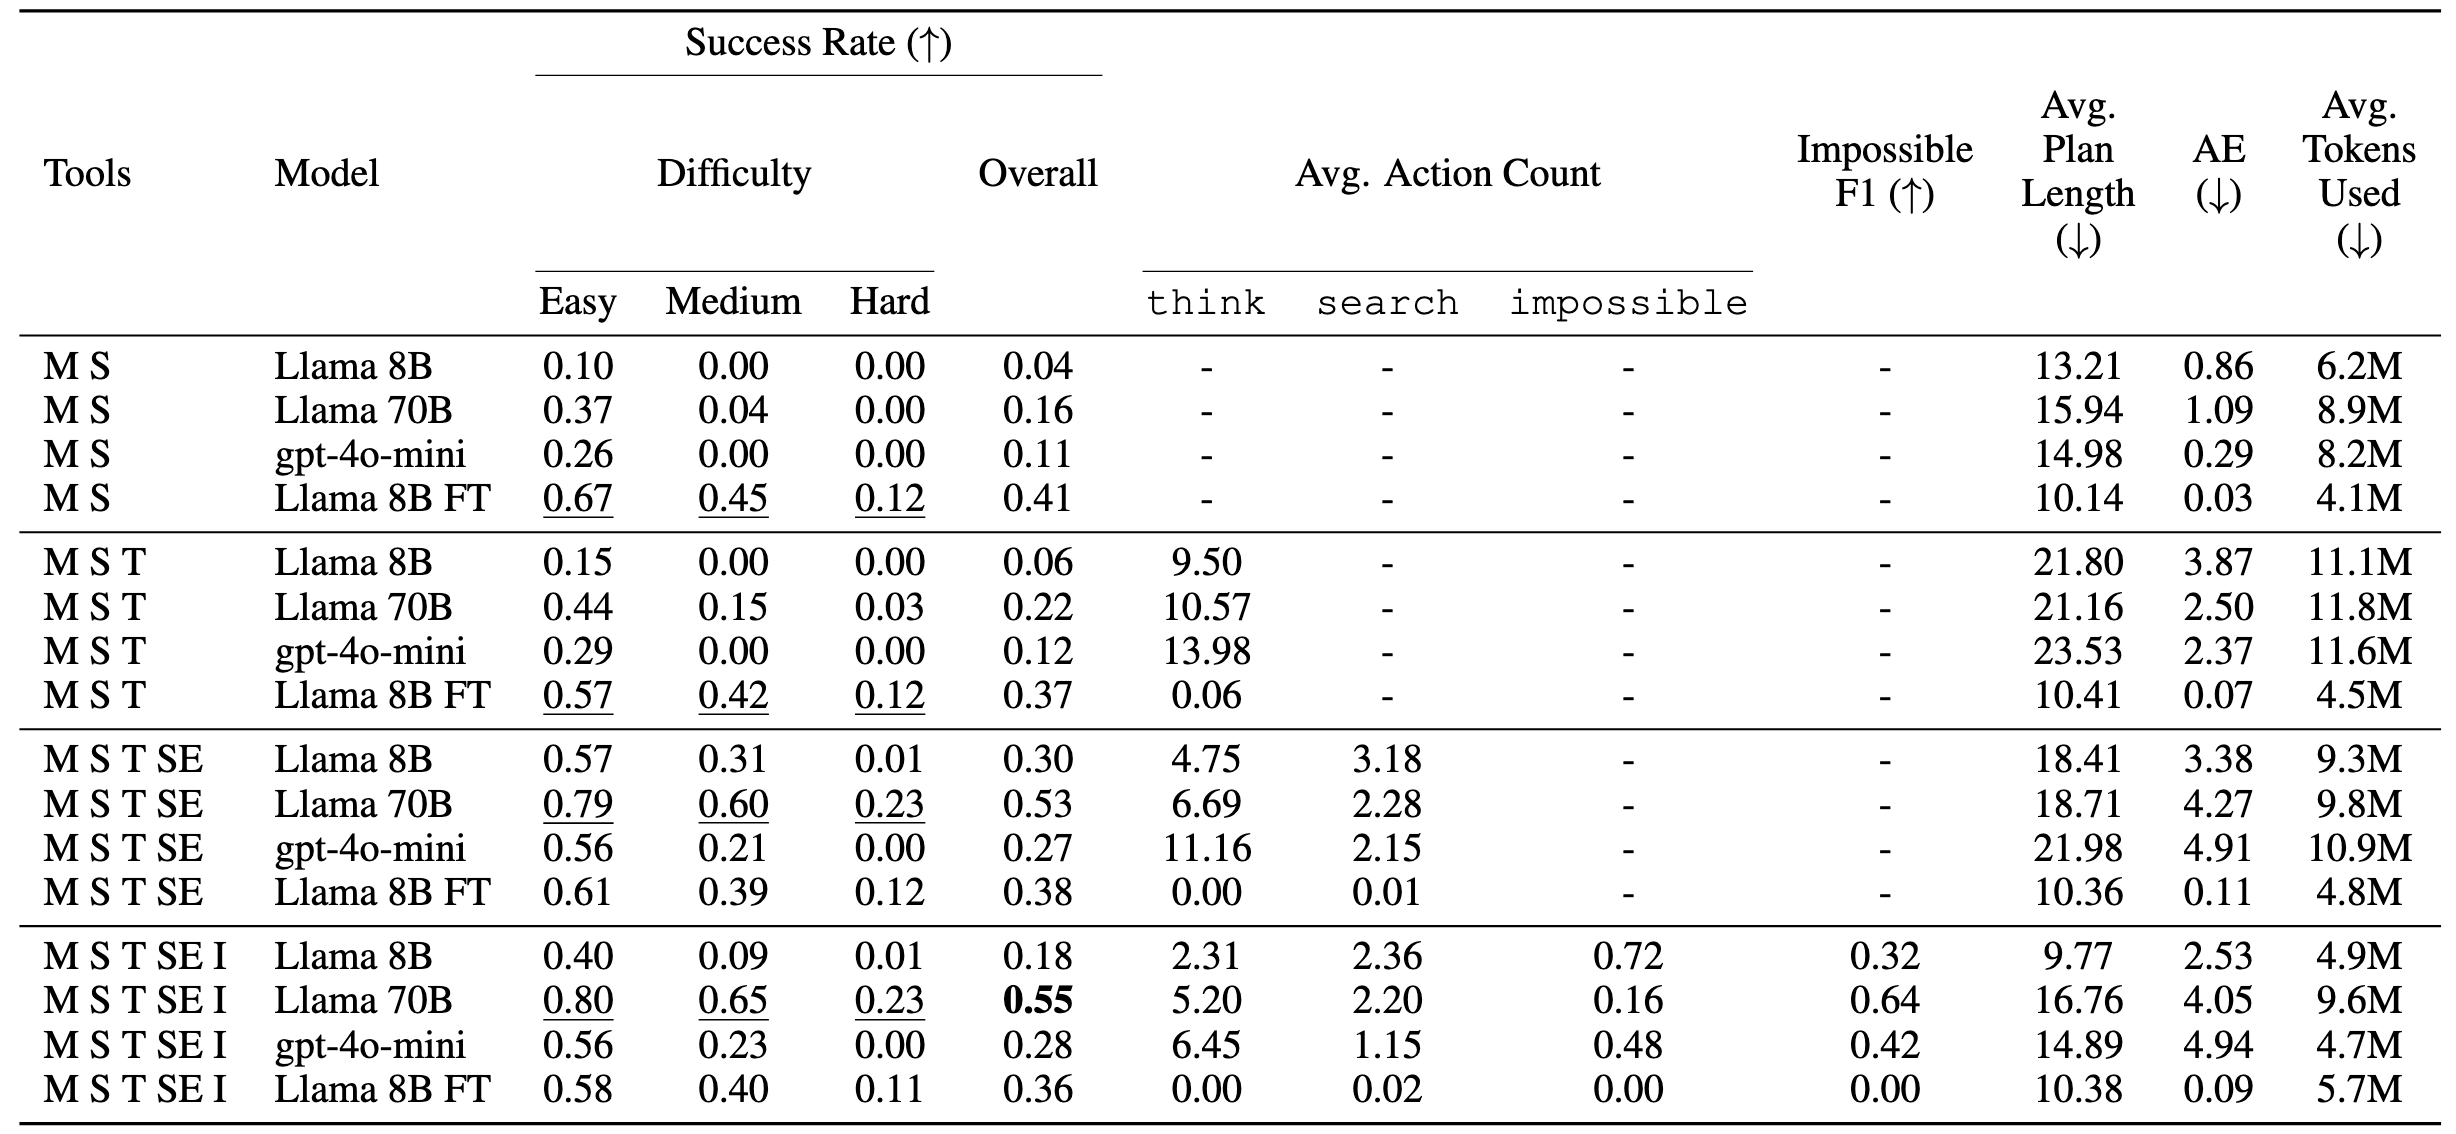 Success Rate (↑)
Tools Model Difficulty Overall Avg. Action Count Impossible F1 (↑) Avg. Plan Length (↓) AE (↓) Avg. Tokens Used (↓)
Easy Medium Hard think search impossible
M S Llama 8B 0.10 0.00 0.00 0.04 - - - - 13.21 0.86 6.2M
M S Llama 70B 0.37 0.04 0.00 0.16 - - - - 15.94 1.09 8.9M
M S gpt-4o-mini 0.26 0.00 0.00 0.11 - - - - 14.98 0.29 8.2M
M S Llama 8B FT 0.67 0.45 0.12 0.41 - - - - 10.14 0.03 4.1M
M S T Llama 8B 0.15 0.00 0.00 0.06 9.50 - - - 21.80 3.87 11.1M
M S T Llama 70B 0.44 0.15 0.03 0.22 10.57 - - - 21.16 2.50 11.8M
M S T gpt-4o-mini 0.29 0.00 0.00 0.12 13.98 - - - 23.53 2.37 11.6M
M S T Llama 8B FT 0.57 0.42 0.12 0.37 0.06 - - - 10.41 0.07 4.5M
M S T SE Llama 8B 0.57 0.31 0.01 0.30 4.75 3.18 - - 18.41 3.38 9.3M
M S T SE Llama 70B 0.79 0.60 0.23 0.53 6.69 2.28 - - 18.71 4.27 9.8M
M S T SE gpt-4o-mini 0.56 0.21 0.00 0.27 11.16 2.15 - - 21.98 4.91 10.9M
M S T SE Llama 8B FT 0.61 0.39 0.12 0.38 0.00 0.01 - - 10.36 0.11 4.8M
M S T SE I Llama 8B 0.40 0.09 0.01 0.18 2.31 2.36 0.72 0.32 9.77 2.53 4.9M
M S T SE I Llama 70B 0.80 0.65 0.23 0.55 5.20 2.20 0.16 0.64 16.76 4.05 9.6M
M S T SE I gpt-4o-mini 0.56 0.23 0.00 0.28 6.45 1.15 0.48 0.42 14.89 4.94 4.7M
M S T SE I Llama 8B FT 0.58 0.40 0.11 0.36 0.00 0.02 0.00 0.00 10.38 0.09 5.7M